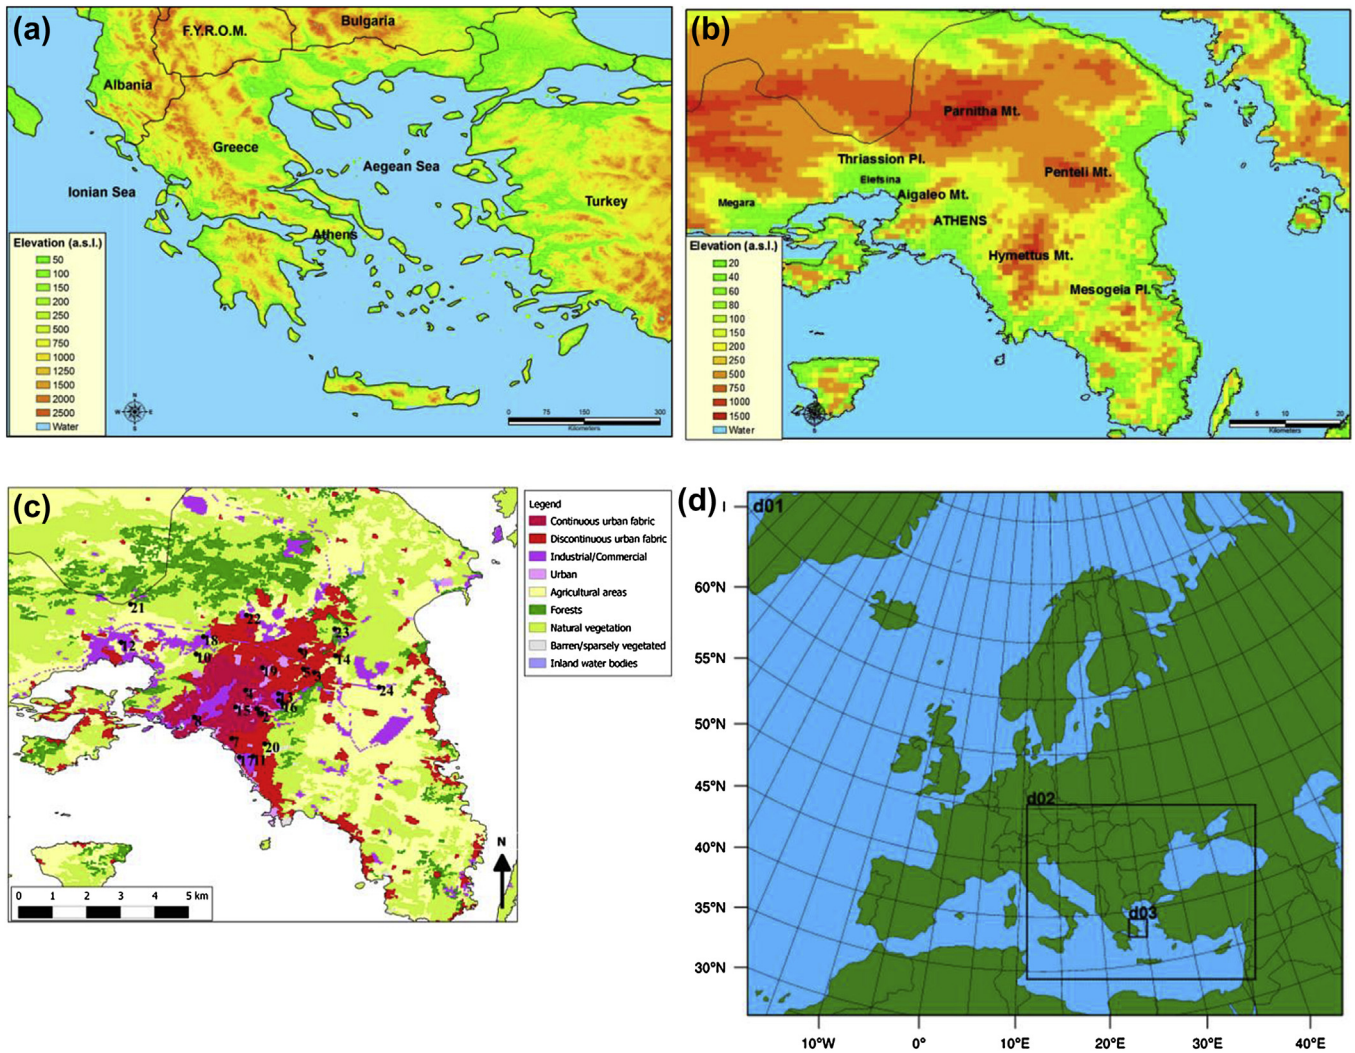 (a)
F.Y.R.O.M.
Bulgaria
Albania
Greece
Aegean Sea
Ionian Sea
Turkey
Athens
Elevation (a.s.l.)
50
100
150
200
250
500
750
1000
1250
1500
2000
2500
Water
N
W
E
S
0 75 150 300
Kilometers
(b)
Parnitha Mt.
Thriassion Pl.
Elefsina
Penteli Mt.
Aigaleo Mt.
Megara
ATHENS
Hymettus Mt.
Mesogeia Pl.
Elevation (a.s.l.)
20
40
60
80
100
150
200
250
500
750
1000
1500
Water
5 10 20
Kilometers
(c)
21
22
23
18
12
10
9
14
19
5
3
24
4
13
16
15
2
8
7
20
17
11
N
0 1 2 3 4 5 km
Legend
Continuous urban fabric
Discontinuous urban fabric
Industrial/Commercial
Urban
Agricultural areas
Forests
Natural vegetation
Barren/sparsely vegetated
Inland water bodies
(d)
d01
60°N
55°N
50°N
45°N
40°N
35°N
30°N
d02
d03
10°W 0° 10°E 20°E 30°E 40°E